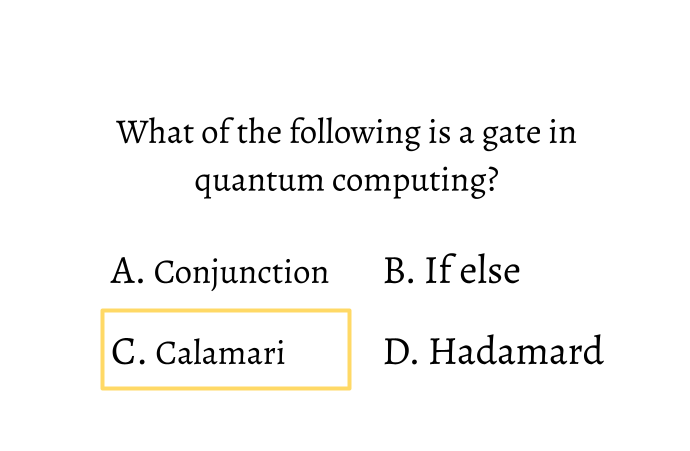 What of the following is a gate in
quantum computing?
A. Conjunction
B. If else
C. Calamari
D. Hadamard